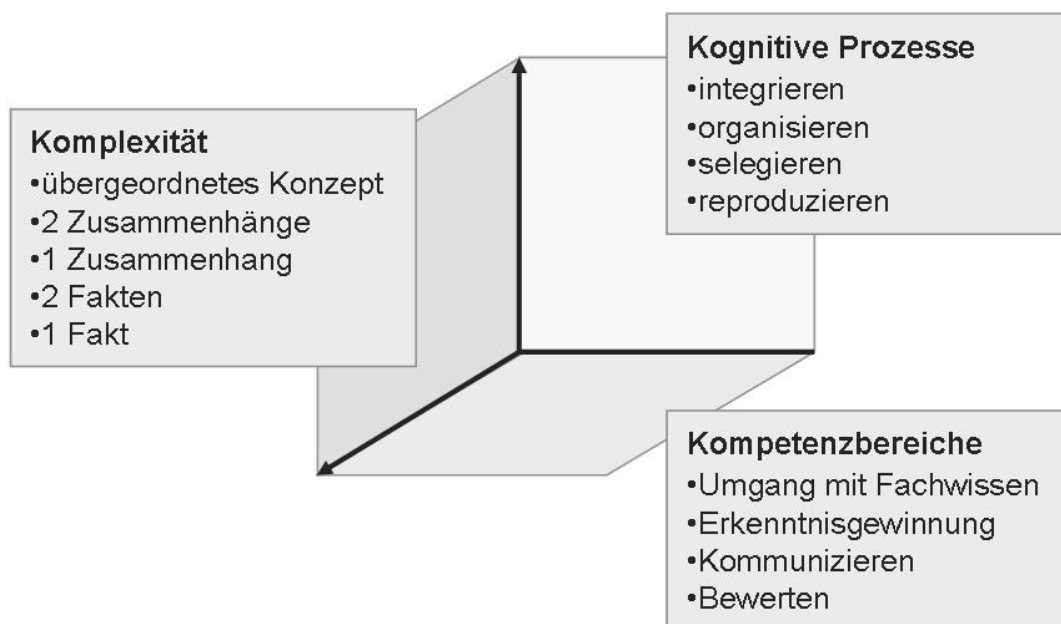 Kognitive Prozesse
•integrieren
•organisieren
•selegieren
•reproduzieren
Komplexität
•übergeordnetes Konzept
•2 Zusammenhänge
•1 Zusammenhang
•2 Fakten
•1 Fakt
Kompetenzbereiche
•Umgang mit Fachwissen
•Erkenntnisgewinnung
•Kommunizieren
•Bewerten